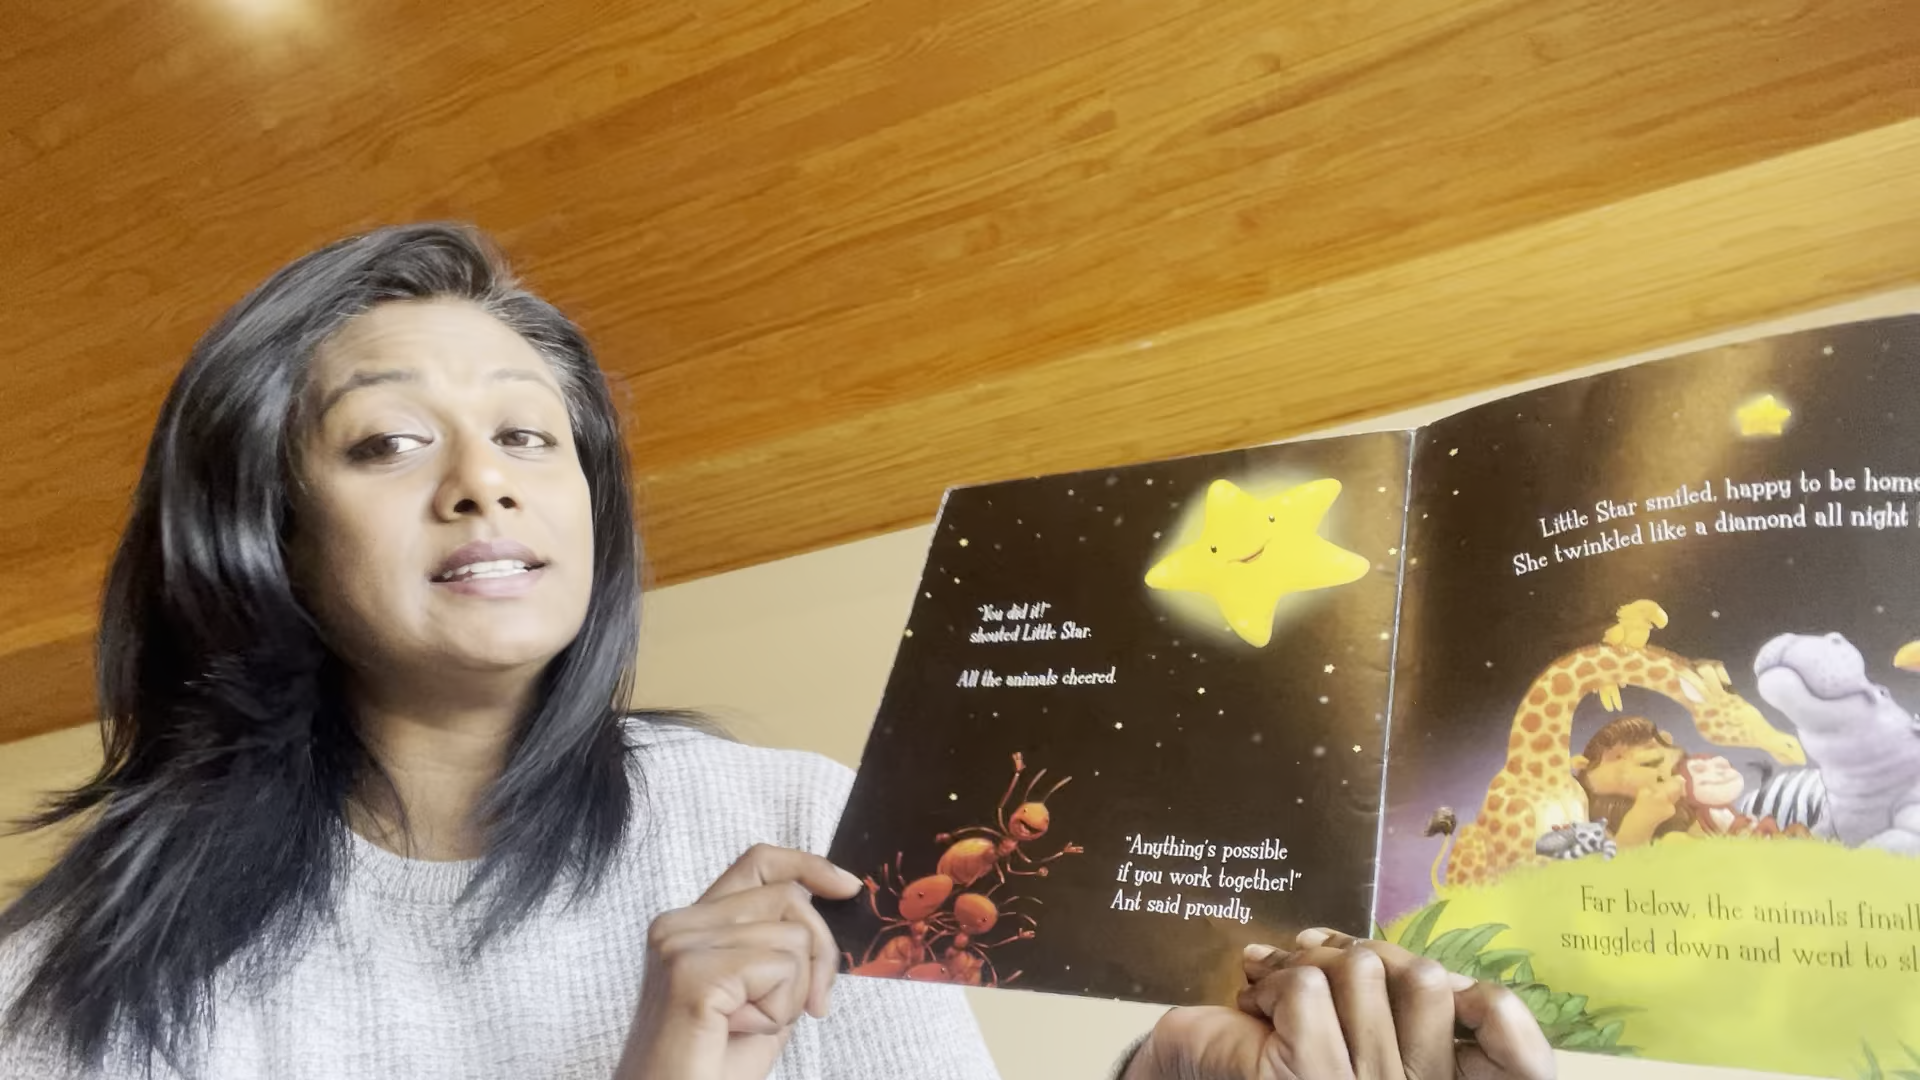 "You did it!"
shouted Little Star.
All the animals cheered.
"Anything's possible
if you work together!"
Ant said proudly.
Little Star smiled, happy to be home
She twinkled like a diamond all night
Far below, the animals final
snuggled down and went to sl